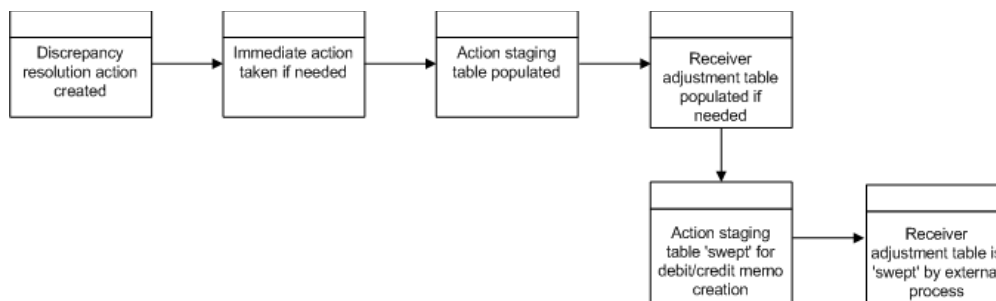 Discrepancy
resolution action
created
Immediate action
taken if needed
Action staging
table populated
Receiver
adjustment table
populated if
needed
Action staging
table 'swept' for
debit/credit memo
creation
Receiver
adjustment table is
'swept' by external
process